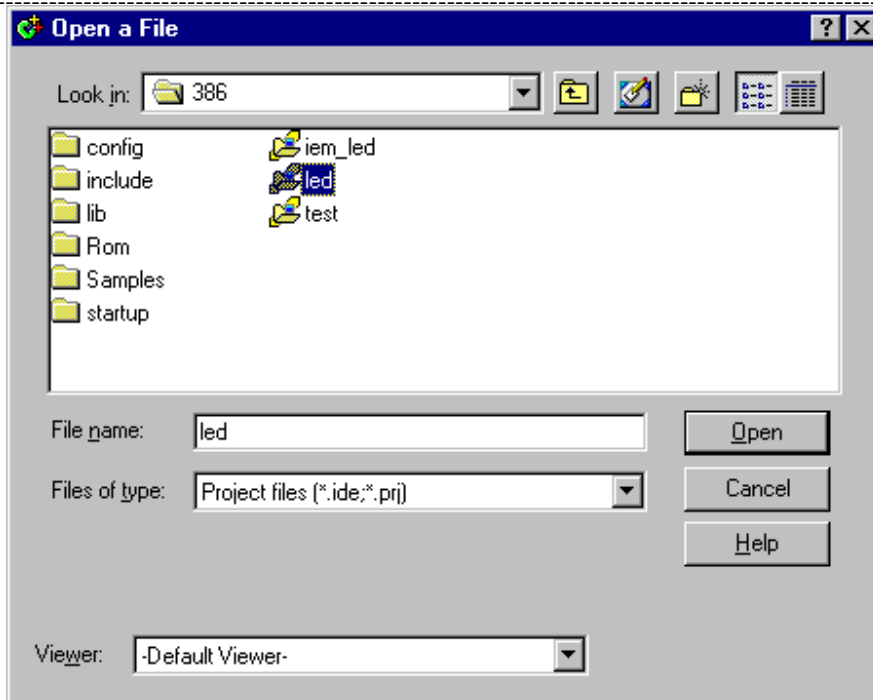 Open a File
Look in: 386
config iem_led
include led
lib test
Rom
Samples
startup
File name: led Open
Files of type: Project files (*.ide;*.prj) Cancel
Help
Viewer: -Default Viewer-